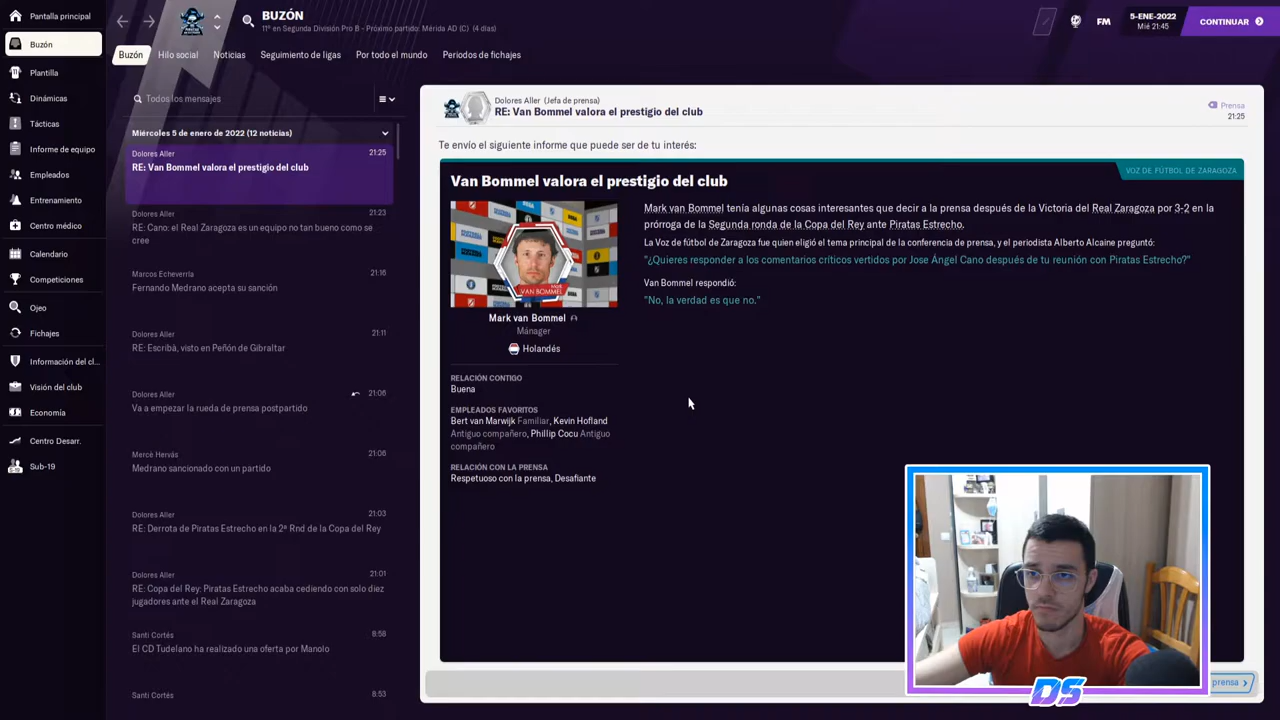 Pantalla principal
Buzón
Plantilla
Dinámicas
Tácticas
Informe de equipo
Empleados
Entrenamiento
Centro médico
Calendario
Competiciones
Ojeo
Fichajes
Información del cl...
Visión del club
Economía
Centro Desarr.
Sub-19
BUZÓN
11º en Segunda División Pro B - Próximo partido: Mérida AD (C) (4 días)
FM
5-ENE-2022
Mié 21:45
CONTINUAR
Buzón
Hilo social
Noticias
Seguimiento de ligas
Por todo el mundo
Periodos de fichajes
Todos los mensajes
Miércoles 5 de enero de 2022 (12 noticias)
Dolores Aller 21:25
RE: Van Bommel valora el prestigio del club
Dolores Aller 21:23
RE: Cano: el Real Zaragoza es un equipo no tan bueno como se
cree
Marcos Echeverría 21:16
Fernando Medrano acepta su sanción
Dolores Aller 21:11
RE: Escribà, visto en Peñón de Gibraltar
Dolores Aller 21:06
Va a empezar la rueda de prensa postpartido
Mercè Hervás 21:06
Medrano sancionado con un partido
Dolores Aller 21:03
RE: Derrota de Piratas Estrecho en la 2ª Rnd de la Copa del Rey
Dolores Aller 21:01
RE: Copa del Rey: Piratas Estrecho acaba cediendo con solo diez
jugadores ante el Real Zaragoza
Santi Cortés 8:58
El CD Tudelano ha realizado una oferta por Manolo
Santi Cortés 8:53
Dolores Aller (Jefa de prensa)
RE: Van Bommel valora el prestigio del club
Prensa
21:25
Te envío el siguiente informe que puede ser de tu interés:
VOZ DE FÚTBOL DE ZARAGOZA
Van Bommel valora el prestigio del club
MARK
VAN BOMMEL
Mark van Bommel
Mánager
Holandés
RELACIÓN CONTIGO
Buena
EMPLEADOS FAVORITOS
Bert van Marwijk Familiar, Kevin Hofland
Antiguo compañero, Phillip Cocu Antiguo
compañero
RELACIÓN CON LA PRENSA
Respetuoso con la prensa, Desafiante
Mark van Bommel tenía algunas cosas interesantes que decir a la prensa después de la Victoria del Real Zaragoza por 3-2 en la
prórroga de la Segunda ronda de la Copa del Rey ante Piratas Estrecho.
La Voz de fútbol de Zaragoza fue quien eligió el tema principal de la conferencia de prensa, y el periodista Alberto Alcaine preguntó:
"¿Quieres responder a los comentarios críticos vertidos por Jose Ángel Cano después de tu reunión con Piratas Estrecho?"
Van Bommel respondió:
"No, la verdad es que no."
prensa
DS